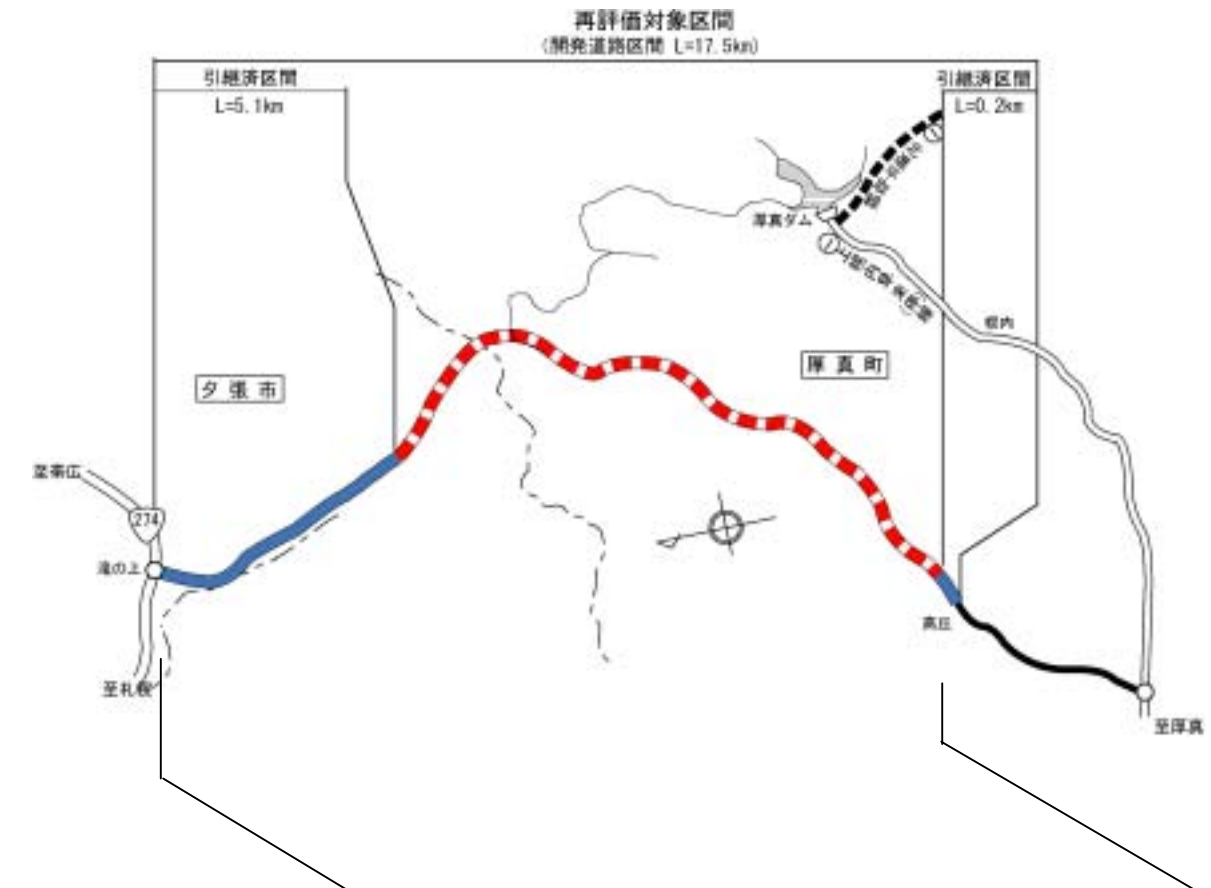 再評価対象区間
(開発道路区間 L=17.5km)
引継済区間
L=5.1km
引継済区間
L=0.2km
厚真ダム
幌内
厚真町
夕張市
至帯広
274
滝の上
至札幌
高丘
至厚真